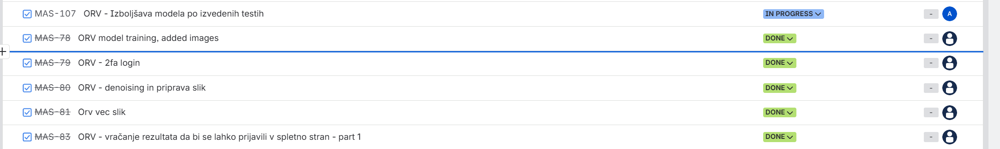 MAS-107 ORV - Izboljšava modela po izvedenih testih IN PROGRESS - A
MAS-78 ORV model training, added images DONE -
MAS-79 ORV - 2fa login DONE -
MAS-80 ORV - denoising in priprava slik DONE -
MAS-81 Orv vec slik DONE -
MAS-83 ORV - vračanje rezultata da bi se lahko prijavili v spletno stran - part 1 DONE -